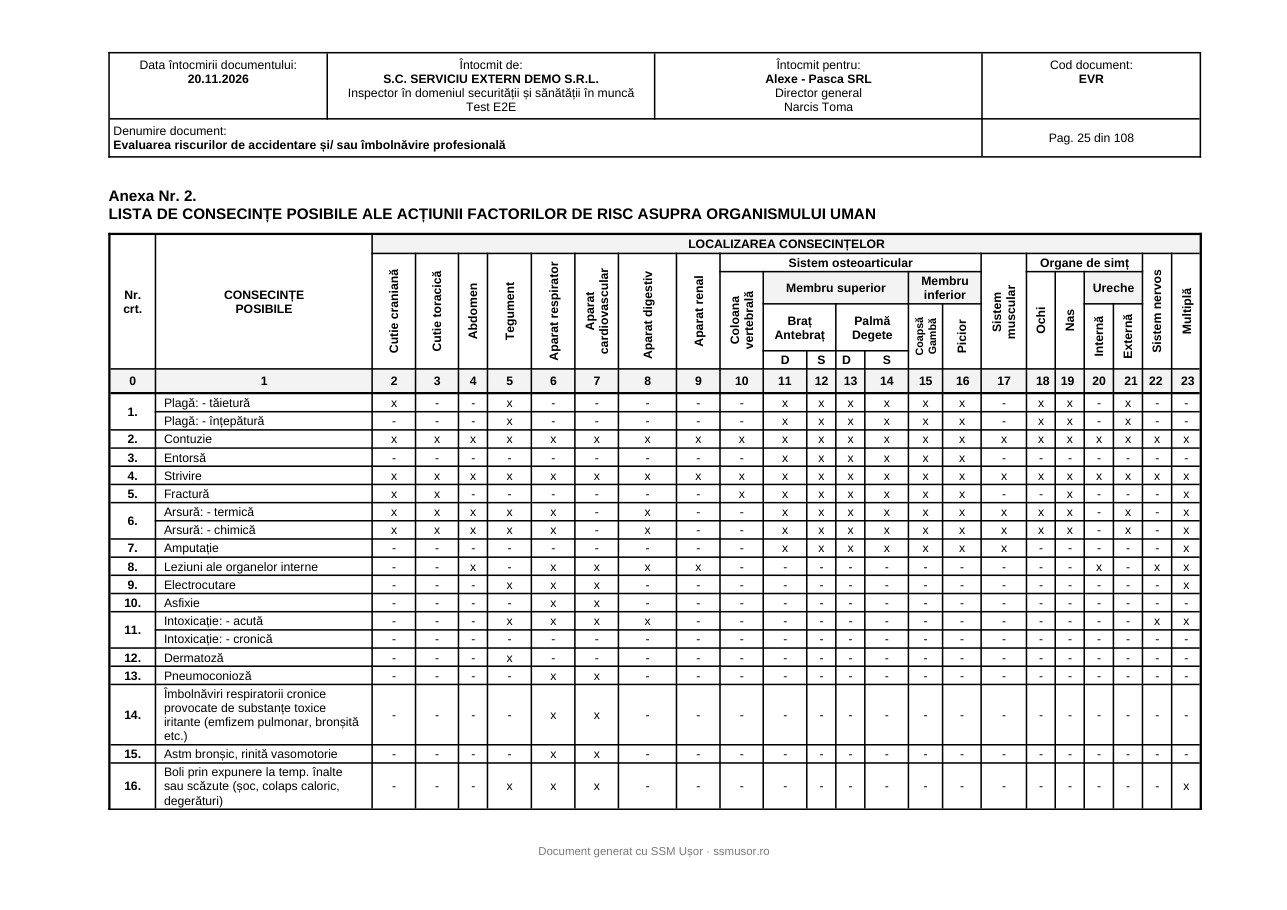 Data întocmirii documentului:
20.11.2026
Întocmit de:
S.C. SERVICIU EXTERN DEMO S.R.L.
Inspector în domeniul securității și sănătății în muncă
Test E2E
Întocmit pentru:
Alexe - Pasca SRL
Director general
Narcis Toma
Cod document:
EVR
Denumire document:
Evaluarea riscurilor de accidentare și/ sau îmbolnăvire profesională
Pag. 25 din 108
Anexa Nr. 2.
LISTA DE CONSECINȚE POSIBILE ALE ACȚIUNII FACTORILOR DE RISC ASUPRA ORGANISMULUI UMAN
Nr.
crt.
CONSECINȚE
POSIBILE
LOCALIZAREA CONSECINȚELOR
Cutie craniană
Cutie toracică
Abdomen
Tegument
Aparat respirator
Aparat
cardiovascular
Aparat digestiv
Aparat renal
Sistem osteoarticular
Coloana
vertebrală
Membru superior
Braț
Antebraț
Palmă
Degete
D S D S
Membru
inferior
Coapsă
Gambă
Picior
Sistem
muscular
Organe de simț
Ochi
Nas
Ureche
Internă
Externă
Sistem nervos
Multiplă
0 1 2 3 4 5 6 7 8 9 10 11 12 13 14 15 16 17 18 19 20 21 22 23
1. Plagă: - tăietură x - - x - - - - - x x x x x x - x x - x - -
Plagă: - înțepătură - - - x - - - - - x x x x x x - x x - x - -
2. Contuzie x x x x x x x x x x x x x x x x x x x x x x
3. Entorsă - - - - - - - - - x x x x x x - - - - - - -
4. Strivire x x x x x x x x x x x x x x x x x x x x x x
5. Fractură x x - - - - - - x x x x x x x - - x - - - x
6. Arsură: - termică x x x x x - x - - x x x x x x x x x - x - x
Arsură: - chimică x x x x x - x - - x x x x x x x x x - x - x
7. Amputație - - - - - - - - - x x x x x x x - - - - - x
8. Leziuni ale organelor interne - - x - x x x x - - - - - - - - - - x - x x
9. Electrocutare - - - x x x - - - - - - - - - - - - - - - x
10. Asfixie - - - - x x - - - - - - - - - - - - - - - -
11. Intoxicație: - acută - - - x x x x - - - - - - - - - - - - - x x
Intoxicație: - cronică - - - - - - - - - - - - - - - - - - - - - -
12. Dermatoză - - - x - - - - - - - - - - - - - - - - - -
13. Pneumoconioză - - - - x x - - - - - - - - - - - - - - - -
14. Îmbolnăviri respiratorii cronice
provocate de substanțe toxice
iritante (emfizem pulmonar, bronșită
etc.) - - - - x x - - - - - - - - - - - - - - - -
15. Astm bronșic, rinită vasomotorie - - - - x x - - - - - - - - - - - - - - - -
16. Boli prin expunere la temp. înalte
sau scăzute (șoc, colaps caloric,
degerături) - - - x x x - - - - - - - - - - - - - - - x
Document generat cu SSM Ușor · ssmusor.ro